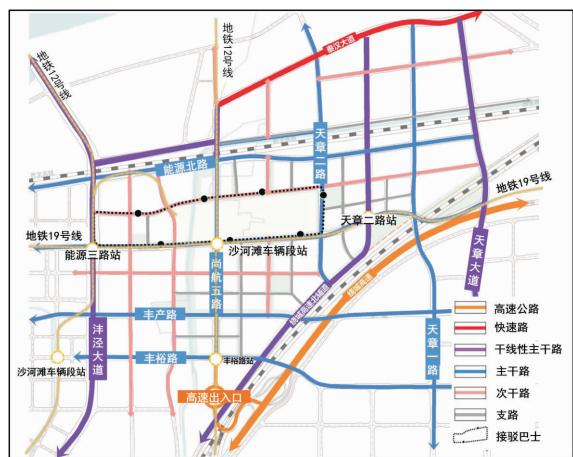 地铁12号线
地铁12号线
秦汉大道
天章二路
能源北路
地铁19号线
天章二路站
地铁19号线
沙河滩车辆段站
能源三路站
尚航五路
天章大道
绕城高速
丰产路
沣泾大道
丰裕路
丰裕路站
天章一路
沙河滩车辆段站
高速出入口
高速公路
快速路
干线性主干路
主干路
次干路
支路
接驳巴士